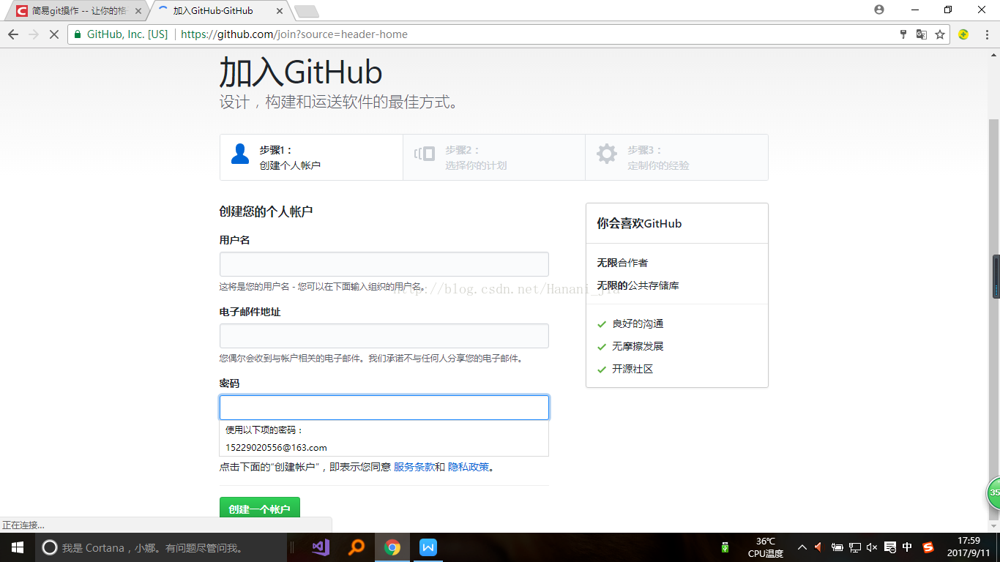 简易git操作 -- 让你的格
加入GitHub·GitHub
GitHub, Inc. [US]
https://github.com/join?source=header-home
加入GitHub
设计，构建和运送软件的最佳方式。
步骤1：
创建个人帐户
步骤2：
选择你的计划
步骤3：
定制你的经验
创建您的个人帐户
用户名
这将是您的用户名 - 您可以在下面输入组织的用户名。
电子邮件地址
您偶尔会收到与帐户相关的电子邮件。我们承诺不与任何人分享您的电子邮件。
密码
使用以下项的密码：
15229020556@163.com
点击下面的“创建帐户”，即表示您同意 服务条款和 隐私政策。
创建一个帐户
你会喜欢GitHub
无限合作者
无限的公共存储库
良好的沟通
无摩擦发展
开源社区
http://blog.csdn.net/Hanani_jia
35
正在连接...
我是 Cortana，小娜。有问题尽管问我。
36℃
CPU温度
中
17:59
2017/9/11